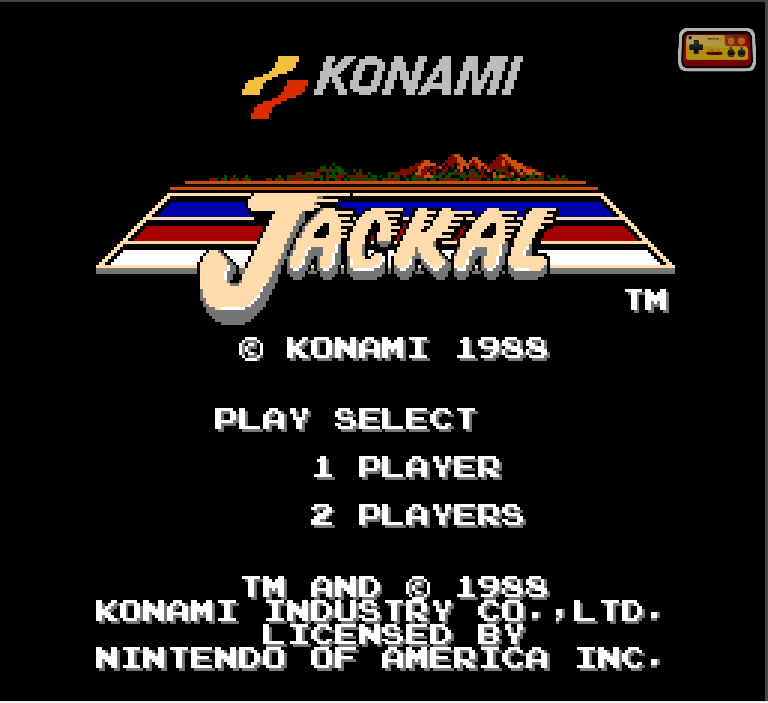 KONAMI
JACKAL
TM
© KONAMI 1988
PLAY SELECT
1 PLAYER
2 PLAYERS
TM AND © 1988
KONAMI INDUSTRY CO.,LTD.
LICENSED BY
NINTENDO OF AMERICA INC.